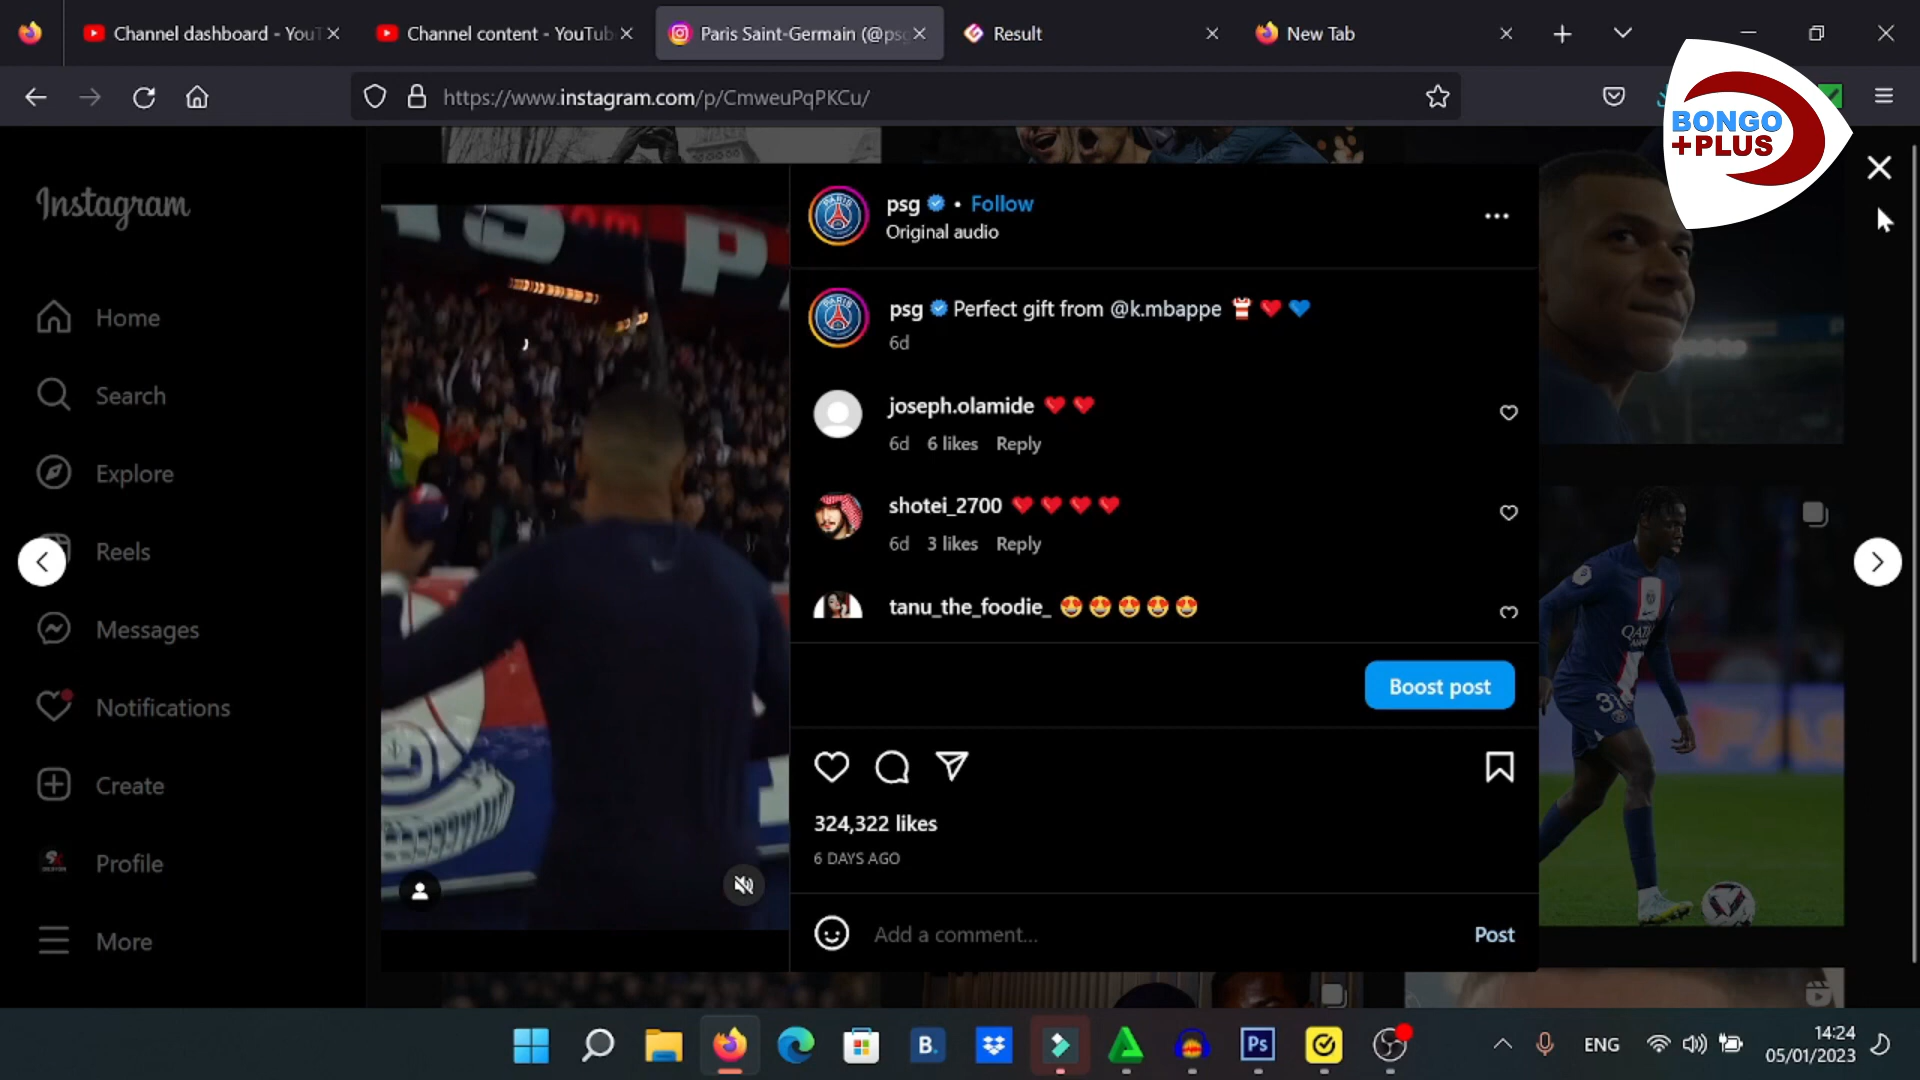 Channel dashboard - YouT
Channel content - YouTub
Paris Saint-Germain (@psg
Result
New Tab
https://www.instagram.com/p/CmweuPqPKCu/
BONGO
+PLUS
Instagram
Home
Search
Explore
Reels
Messages
Notifications
Create
Profile
More
psg • Follow
Original audio
psg Perfect gift from @k.mbappe
6d
joseph.olamide
6d 6 likes Reply
shotei_2700
6d 3 likes Reply
tanu_the_foodie_
Boost post
324,322 likes
6 DAYS AGO
Add a comment...
Post
B.
Ps
ENG
14:24
05/01/2023